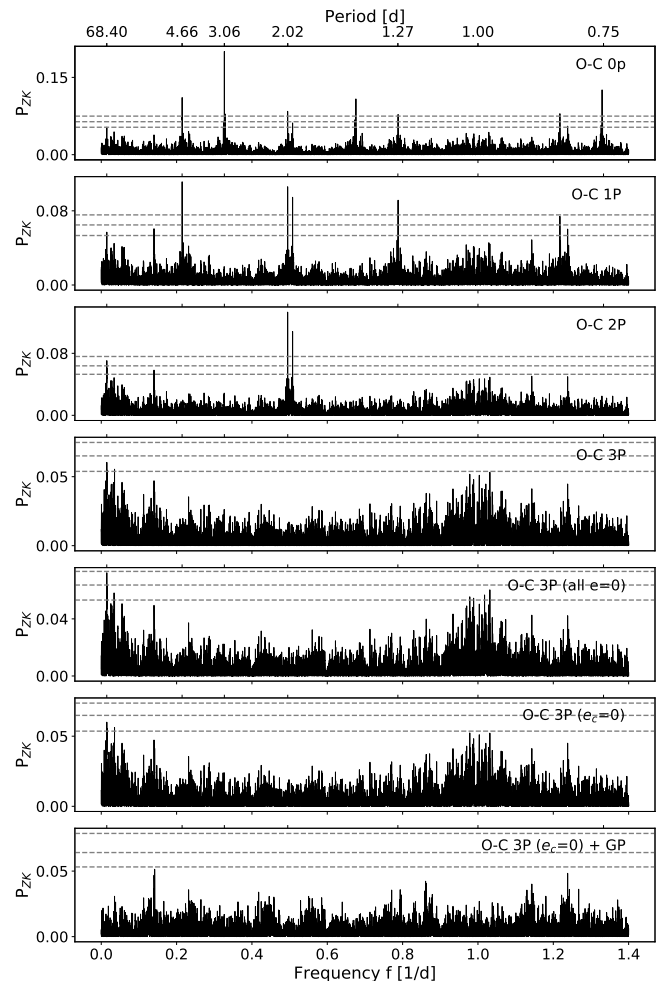 Period [d]
68.40 4.66 3.06 2.02 1.27 1.00 0.75
O-C 0p
0.15
0.00
P_ZK
O-C 1P
0.08
0.00
P_ZK
O-C 2P
0.08
0.00
P_ZK
O-C 3P
0.05
0.00
P_ZK
O-C 3P (all e=0)
0.04
0.00
P_ZK
O-C 3P (e_c=0)
0.05
0.00
P_ZK
O-C 3P (e_c=0) + GP
0.05
0.00
P_ZK
0.0 0.2 0.4 0.6 0.8 1.0 1.2 1.4
Frequency f [1/d]